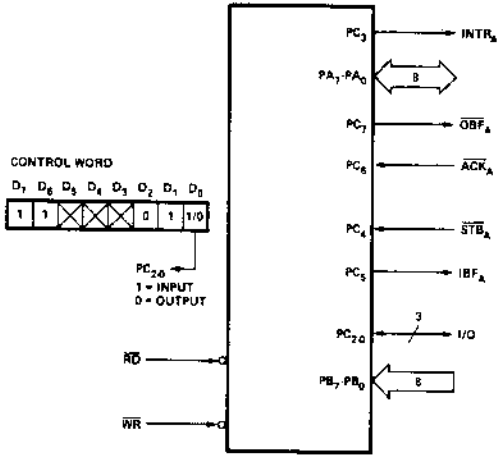 PC3 INTRA
PA7-PA0 8
PC7 OBFA
CONTROL WORD
PC6 ACKA
D7 D6 D5 D4 D3 D2 D1 D0
1 1 0 1 1/0
PC4 STBA
PC2-0
1 = INPUT
0 = OUTPUT
PC5 IBFA
3
PC2-0 I/O
RD
PB7-PB0 8
WR